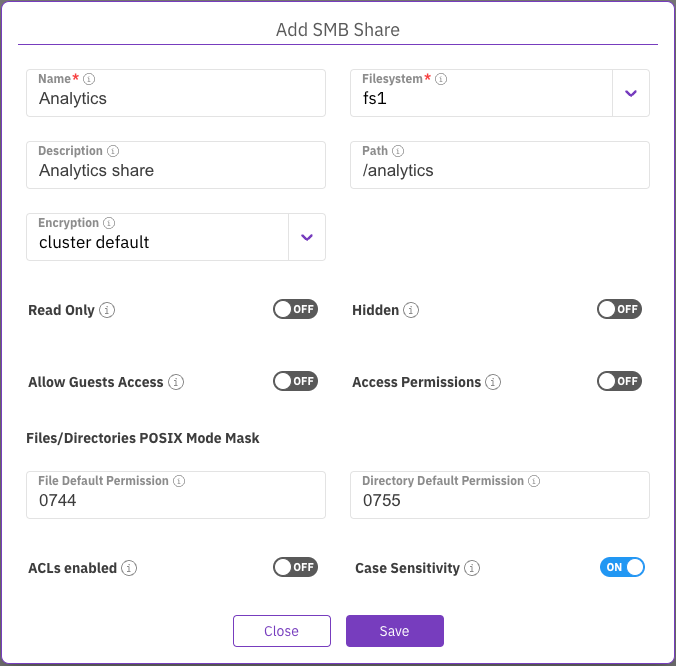 Add SMB Share
Name* Filesystem*
Analytics fs1
Description Path
Analytics share /analytics
Encryption
cluster default
Read Only OFF Hidden OFF
Allow Guests Access OFF Access Permissions OFF
Files/Directories POSIX Mode Mask
File Default Permission Directory Default Permission
0744 0755
ACLs enabled OFF Case Sensitivity ON
Close Save